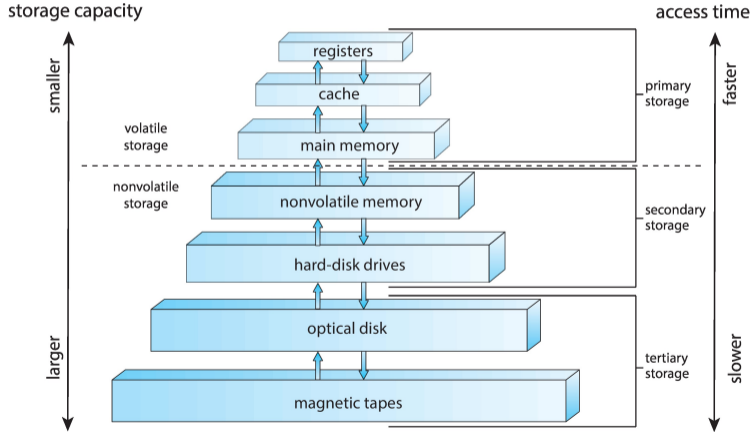 storage capacity
access time
smaller
larger
volatile
storage
nonvolatile
storage
registers
cache
main memory
nonvolatile memory
hard-disk drives
optical disk
magnetic tapes
primary
storage
secondary
storage
tertiary
storage
faster
slower